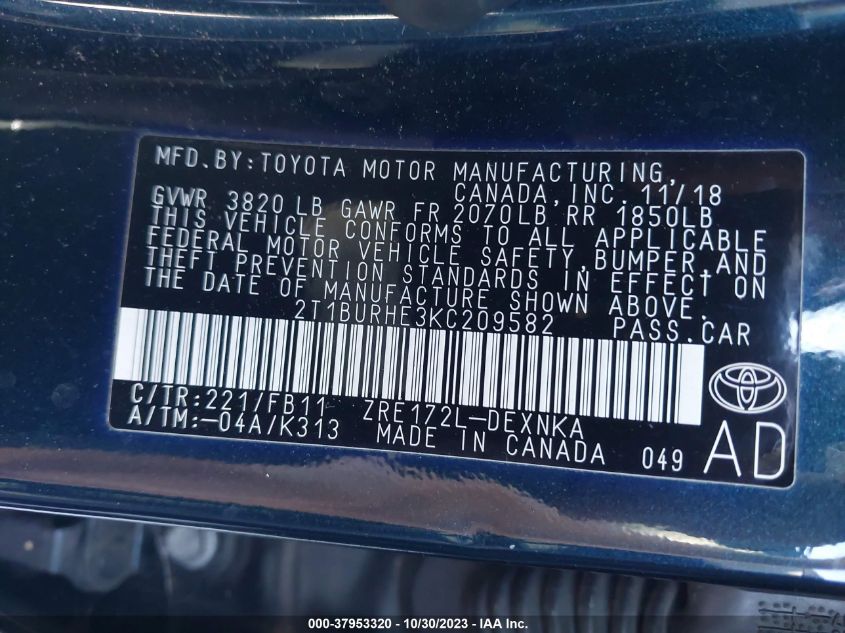 MFD.BY:TOYOTA MOTOR MANUFACTURING,
CANADA,INC. 11/18
GVWR 3820 LB GAWR FR 2070LB RR 1850LB
THIS VEHICLE CONFORMS TO ALL APPLICABLE
FEDERAL MOTOR VEHICLE SAFETY,BUMPER,AND
THEFT PREVENTION STANDARDS IN EFFECT ON
THE DATE OF MANUFACTURE SHOWN ABOVE.
2T1BURHE3KC209582 PASS.CAR
C/TR:221/FB11 ZRE172L-DEXNKA
A/TM:-04A/K313 MADE IN CANADA 049 AD
000-37953320 - 10/30/2023 - IAA Inc.